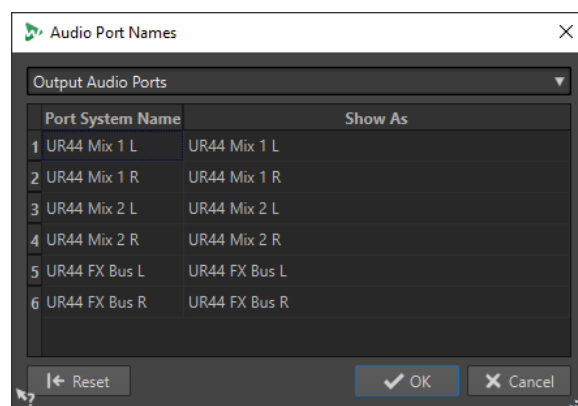 Audio Port Names
Output Audio Ports
Port System Name Show As
1 UR44 Mix 1 L UR44 Mix 1 L
2 UR44 Mix 1 R UR44 Mix 1 R
3 UR44 Mix 2 L UR44 Mix 2 L
4 UR44 Mix 2 R UR44 Mix 2 R
5 UR44 FX Bus L UR44 FX Bus L
6 UR44 FX Bus R UR44 FX Bus R
Reset OK Cancel
?